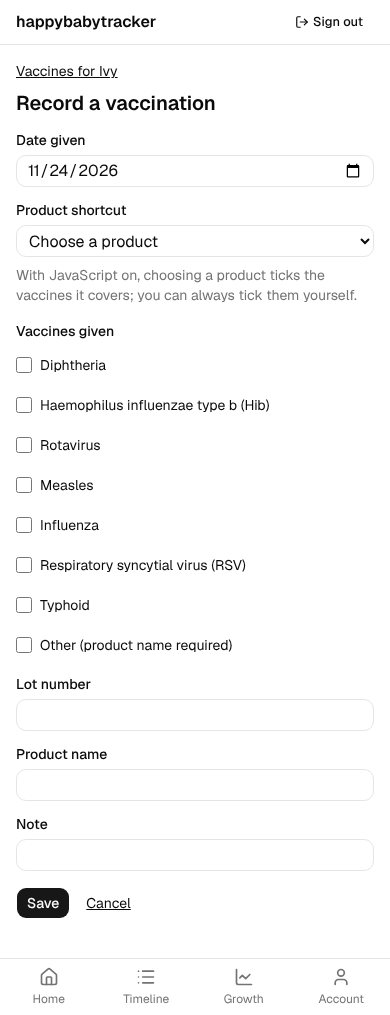 happybabytracker
Sign out
Vaccines for Ivy
Record a vaccination
Date given
11/24/2026
Product shortcut
Choose a product
With JavaScript on, choosing a product ticks the
vaccines it covers; you can always tick them yourself.
Vaccines given
Diphtheria
Haemophilus influenzae type b (Hib)
Rotavirus
Measles
Influenza
Respiratory syncytial virus (RSV)
Typhoid
Other (product name required)
Lot number
Product name
Note
Save
Cancel
Home
Timeline
Growth
Account